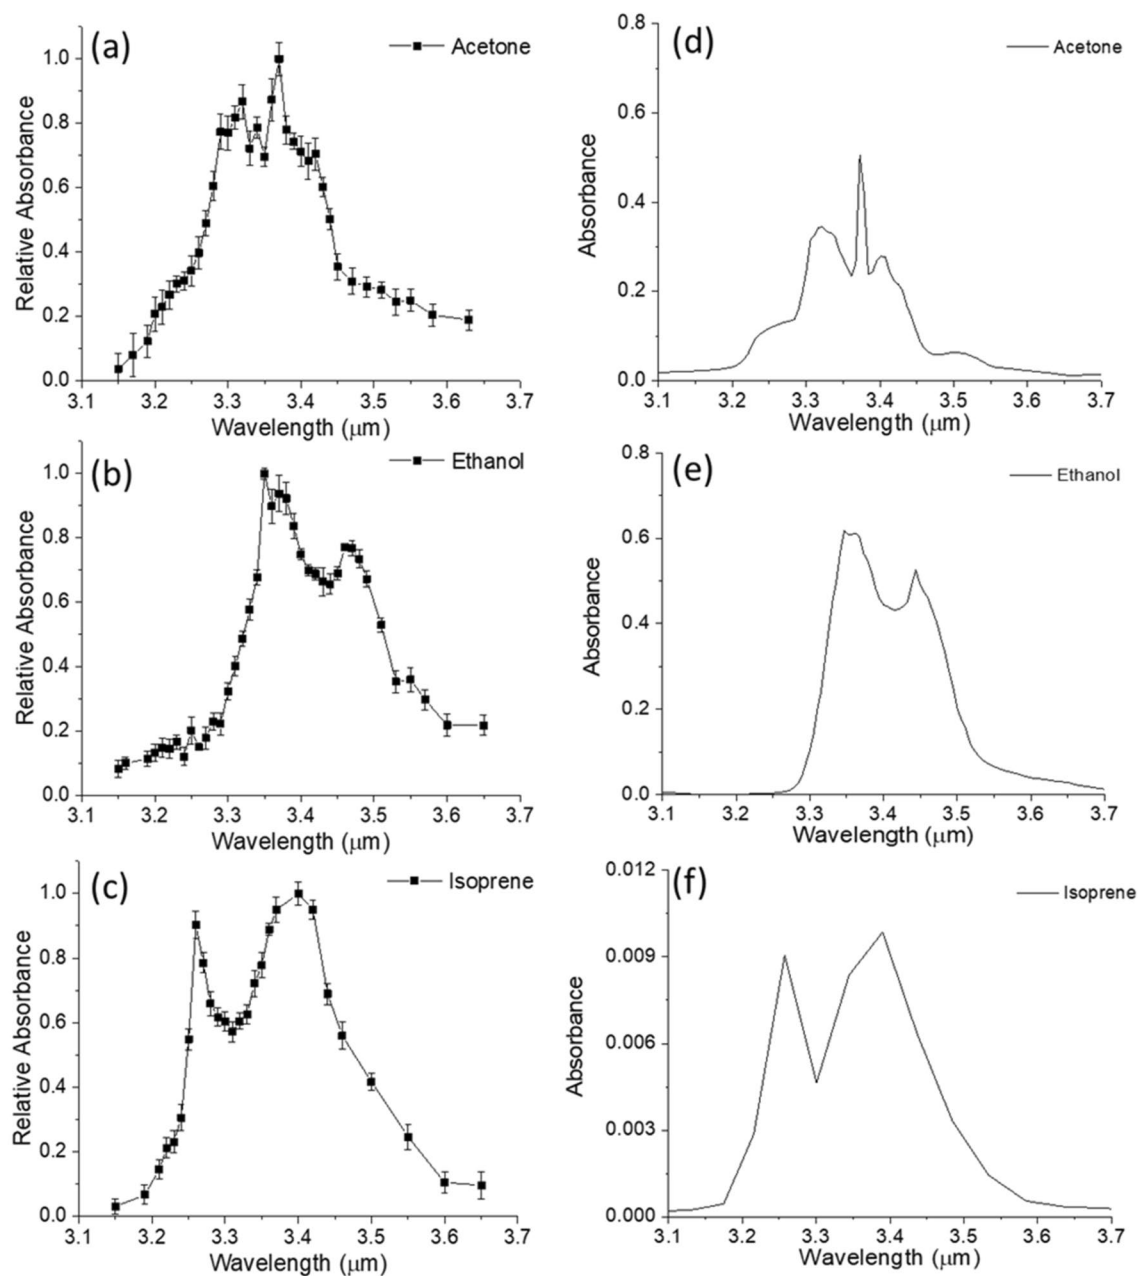 (a)
Acetone
Relative Absorbance
1.0
0.8
0.6
0.4
0.2
0.0
3.1 3.2 3.3 3.4 3.5 3.6 3.7
Wavelength (μm)
(d)
Acetone
Absorbance
0.8
0.6
0.4
0.2
0.0
3.1 3.2 3.3 3.4 3.5 3.6 3.7
Wavelength (μm)
(b)
Ethanol
Relative Absorbance
1.0
0.8
0.6
0.4
0.2
0.0
3.1 3.2 3.3 3.4 3.5 3.6 3.7
Wavelength (μm)
(e)
Ethanol
Absorbance
0.8
0.6
0.4
0.2
0.0
3.1 3.2 3.3 3.4 3.5 3.6 3.7
Wavelength (μm)
(c)
Isoprene
Relative Absorbance
1.0
0.8
0.6
0.4
0.2
0.0
3.1 3.2 3.3 3.4 3.5 3.6 3.7
Wavelength (μm)
(f)
Isoprene
Absorbance
0.012
0.009
0.006
0.003
0.000
3.1 3.2 3.3 3.4 3.5 3.6 3.7
Wavelength (μm)